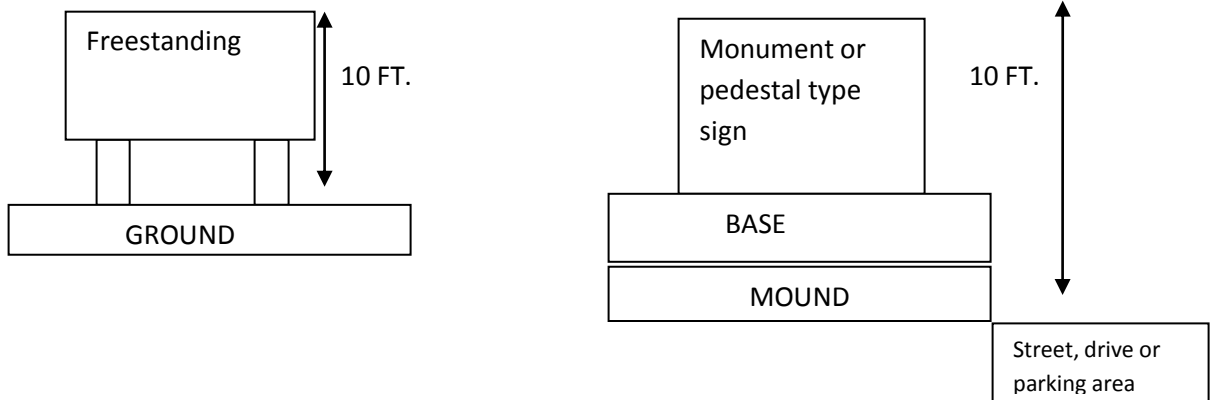 Freestanding
10 FT.
GROUND
Monument or
pedestal type
sign
10 FT.
BASE
MOUND
Street, drive or
parking area